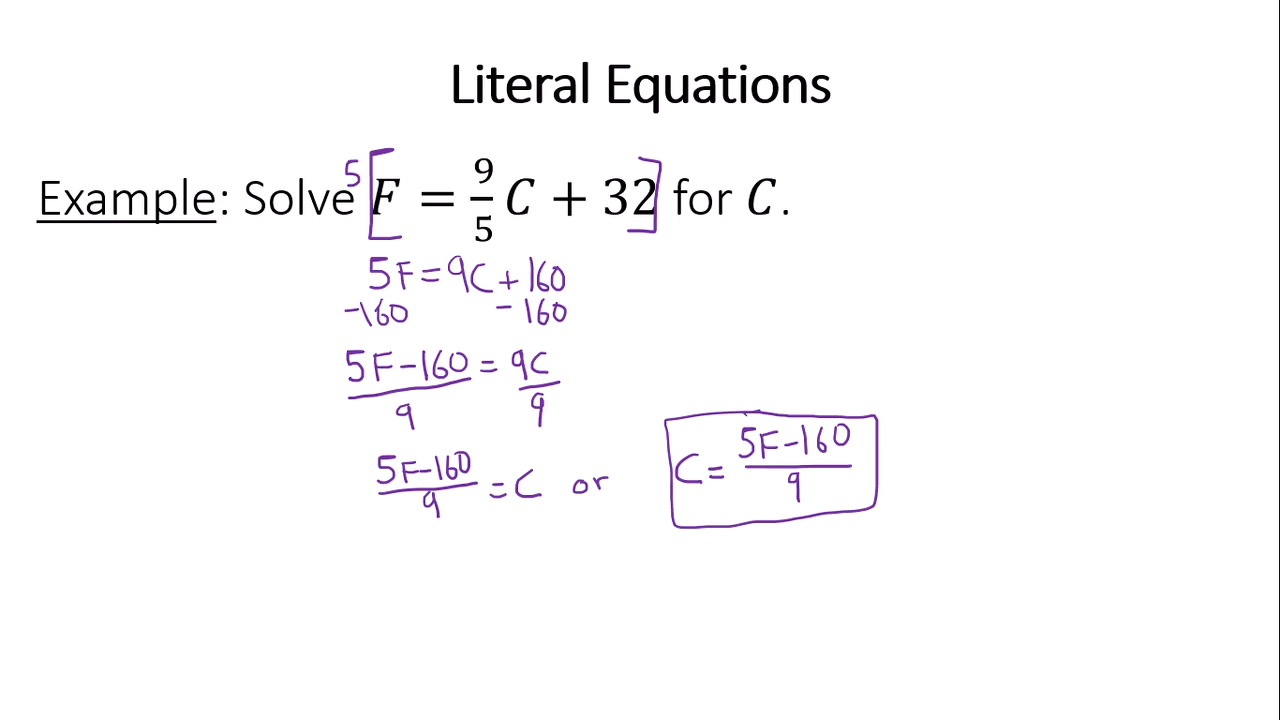 Literal Equations
Example: Solve 5[F = 9/5 C + 32] for C.
5F = 9C + 160
-160 - 160
5F - 160 = 9C
9 9
5F-160/9 = C or C = 5F-160/9